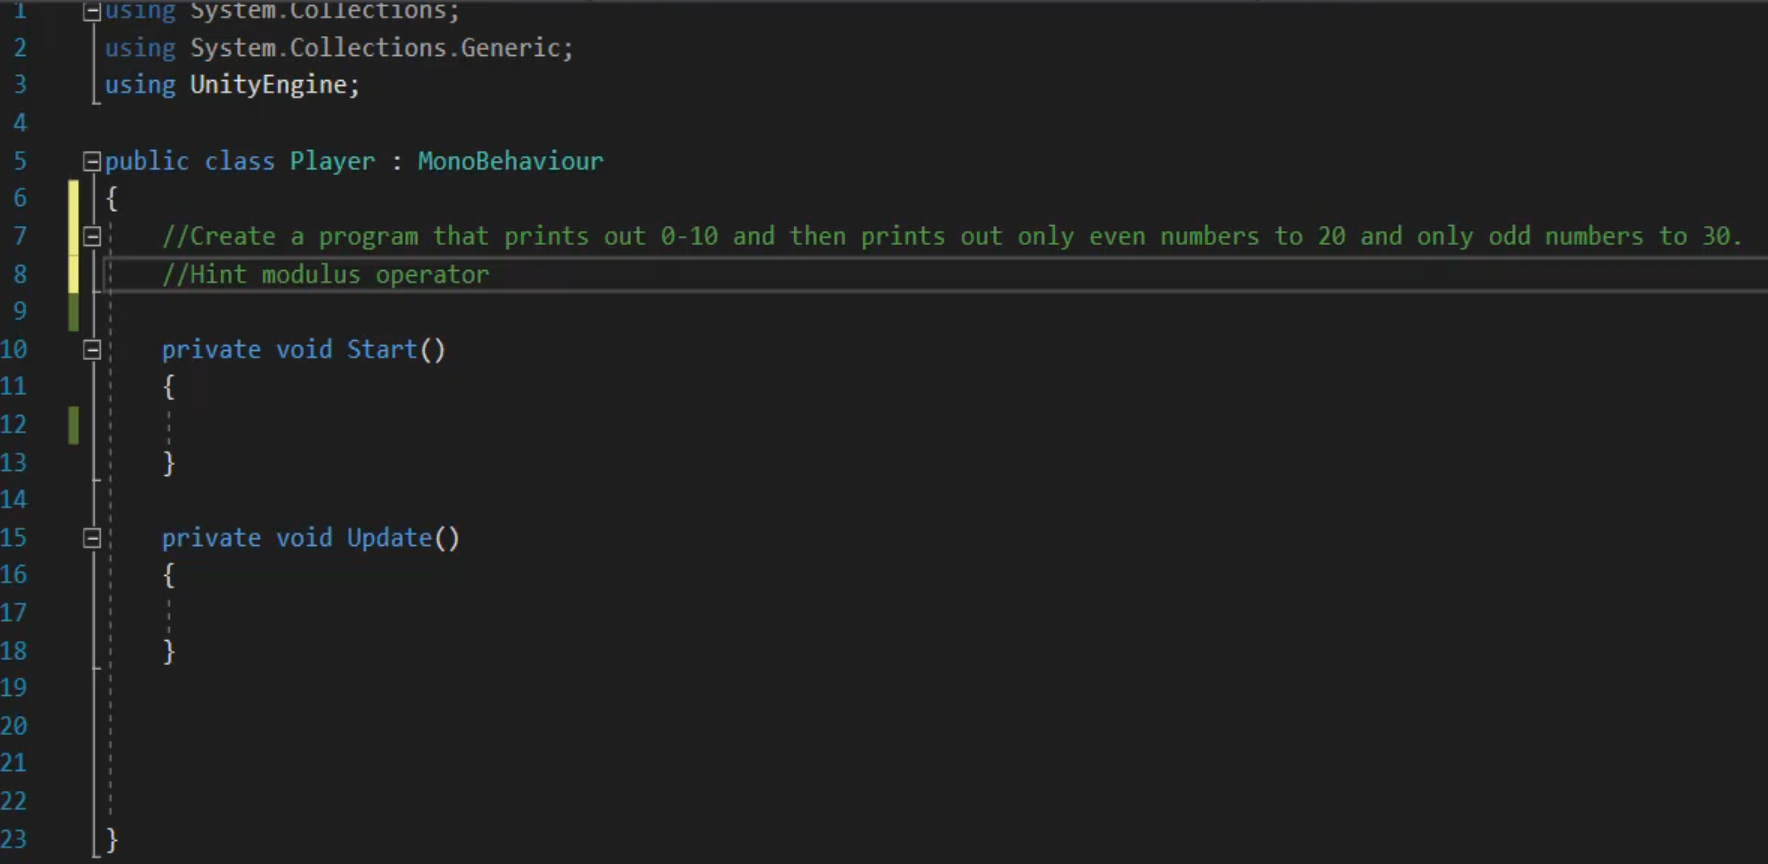 1 using System.Collections;
2 using System.Collections.Generic;
3 using UnityEngine;
4
5 public class Player : MonoBehaviour
6 {
7 //Create a program that prints out 0-10 and then prints out only even numbers to 20 and only odd numbers to 30.
8 //Hint modulus operator
9
10 private void Start()
11 {
12
13 }
14
15 private void Update()
16 {
17
18 }
19
20
21
22
23 }